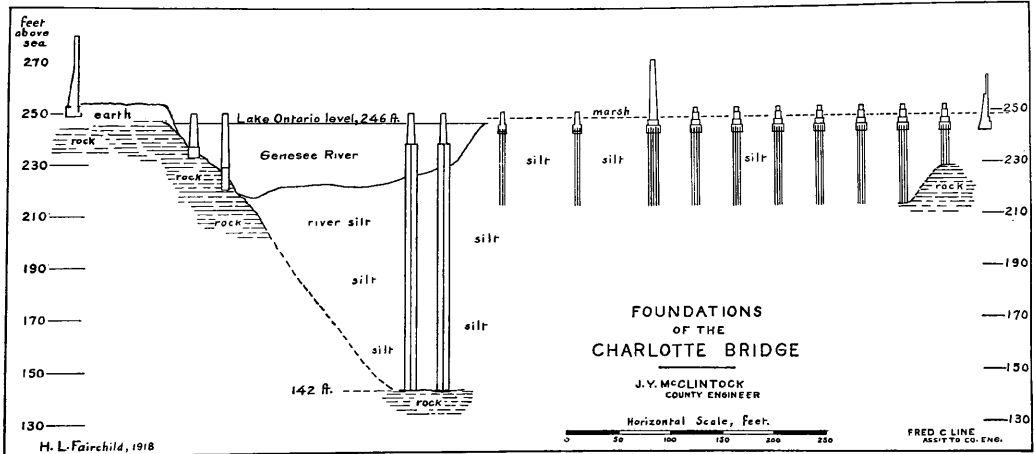 feet
above
sea
270
250
230
210
190
170
150
130
earth
rock
rock
rock
Lake Ontario level, 246 ft.
Genesee River
river silt
silt
silt
silt
silt
142 ft.
rock
marsh
silt
silt
silt
rock
250
230
210
190
170
150
130
FOUNDATIONS
OF THE
CHARLOTTE BRIDGE
J. Y. McCLINTOCK
COUNTY ENGINEER
Horizontal Scale, feet.
0 50 100 150 200 250
H. L. Fairchild, 1918
FRED C LINE
ASS'T TO CO. ENG.